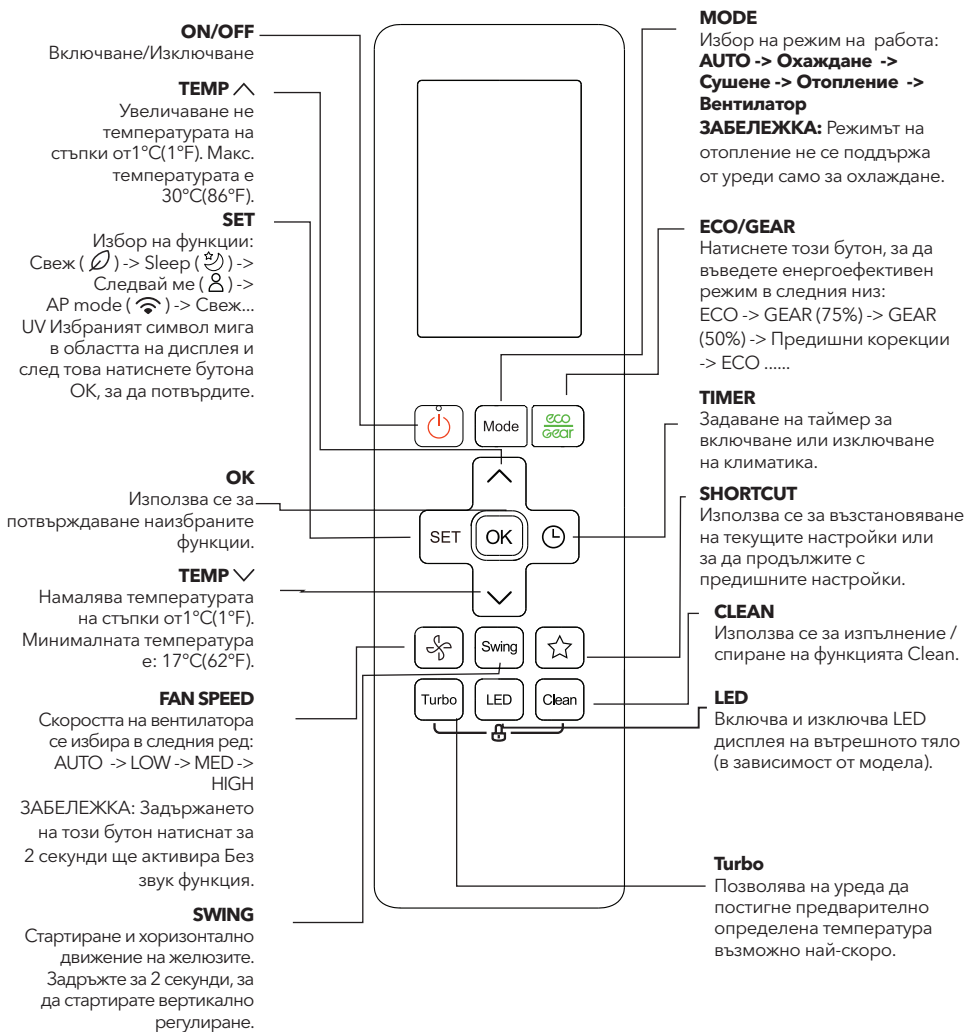 ON/OFF
Включване/Изключване
TEMP
Увеличаване не
температурата на
стъпки от1°C(1°F). Макс.
температурата е
30°C(86°F).
SET
Избор на функции:
Свеж ( ) -> Sleep ( ) ->
Следвай ме ( ) ->
AP mode ( ) -> Свеж...
UV Избраният символ мига
в областта на дисплея и
след това натиснете бутона
OK, за да потвърдите.
OK
Използва се за
потвърждаване наизбраните
функции.
TEMP
Намалява температурата
на стъпки от1°C(1°F).
Минималната температура
е: 17°C(62°F).
FAN SPEED
Скоростта на вентилатора
се избира в следния ред:
AUTO -> LOW -> MED ->
HIGH
ЗАБЕЛЕЖКА: Задържането
на този бутон натиснат за
2 секунди ще активира Без
звук функция.
SWING
Стартиране и хоризонтално
движение на желюзите.
Задръжте за 2 секунди, за
да стартирате вертикално
регулиране.
Mode
eco
Gear
SET
OK
Swing
Turbo
LED
Clean
MODE
Избор на режим на работа:
AUTO -> Охаждане ->
Сушене -> Отопление ->
Вентилатор
ЗАБЕЛЕЖКА: Режимът на
отопление не се поддържа
от уреди само за охлаждане.
ECO/GEAR
Натиснете този бутон, за да
въведете енергоефективен
режим в следния низ:
ECO -> GEAR (75%) -> GEAR
(50%) -> Предишни корекции
-> ECO ......
TIMER
Задаване на таймер за
включване или изключване
на климатика.
SHORTCUT
Използва се за възстановяване
на текущите настройки или
за да продължите с
предишните настройки.
CLEAN
Използва се за изпълнение /
спиране на функцията Clean.
LED
Включва и изключва LED
дисплея на вътрешното тяло
(в зависимост от модела).
Turbo
Позволява на уреда да
постигне предварително
определена температура
възможно най-скоро.